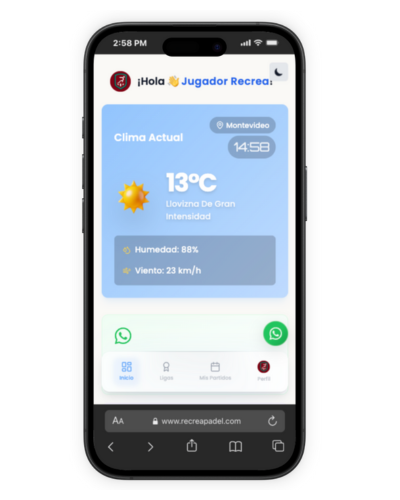 2:58 PM
¡Hola 👋 Jugador Recrea!
Montevideo
Clima Actual
14:58
13°C
Llovizna De Gran
Intensidad
Humedad: 88%
Viento: 23 km/h
Inicio
Ligas
Mis Partidos
Perfil
AA
www.recreapadel.com